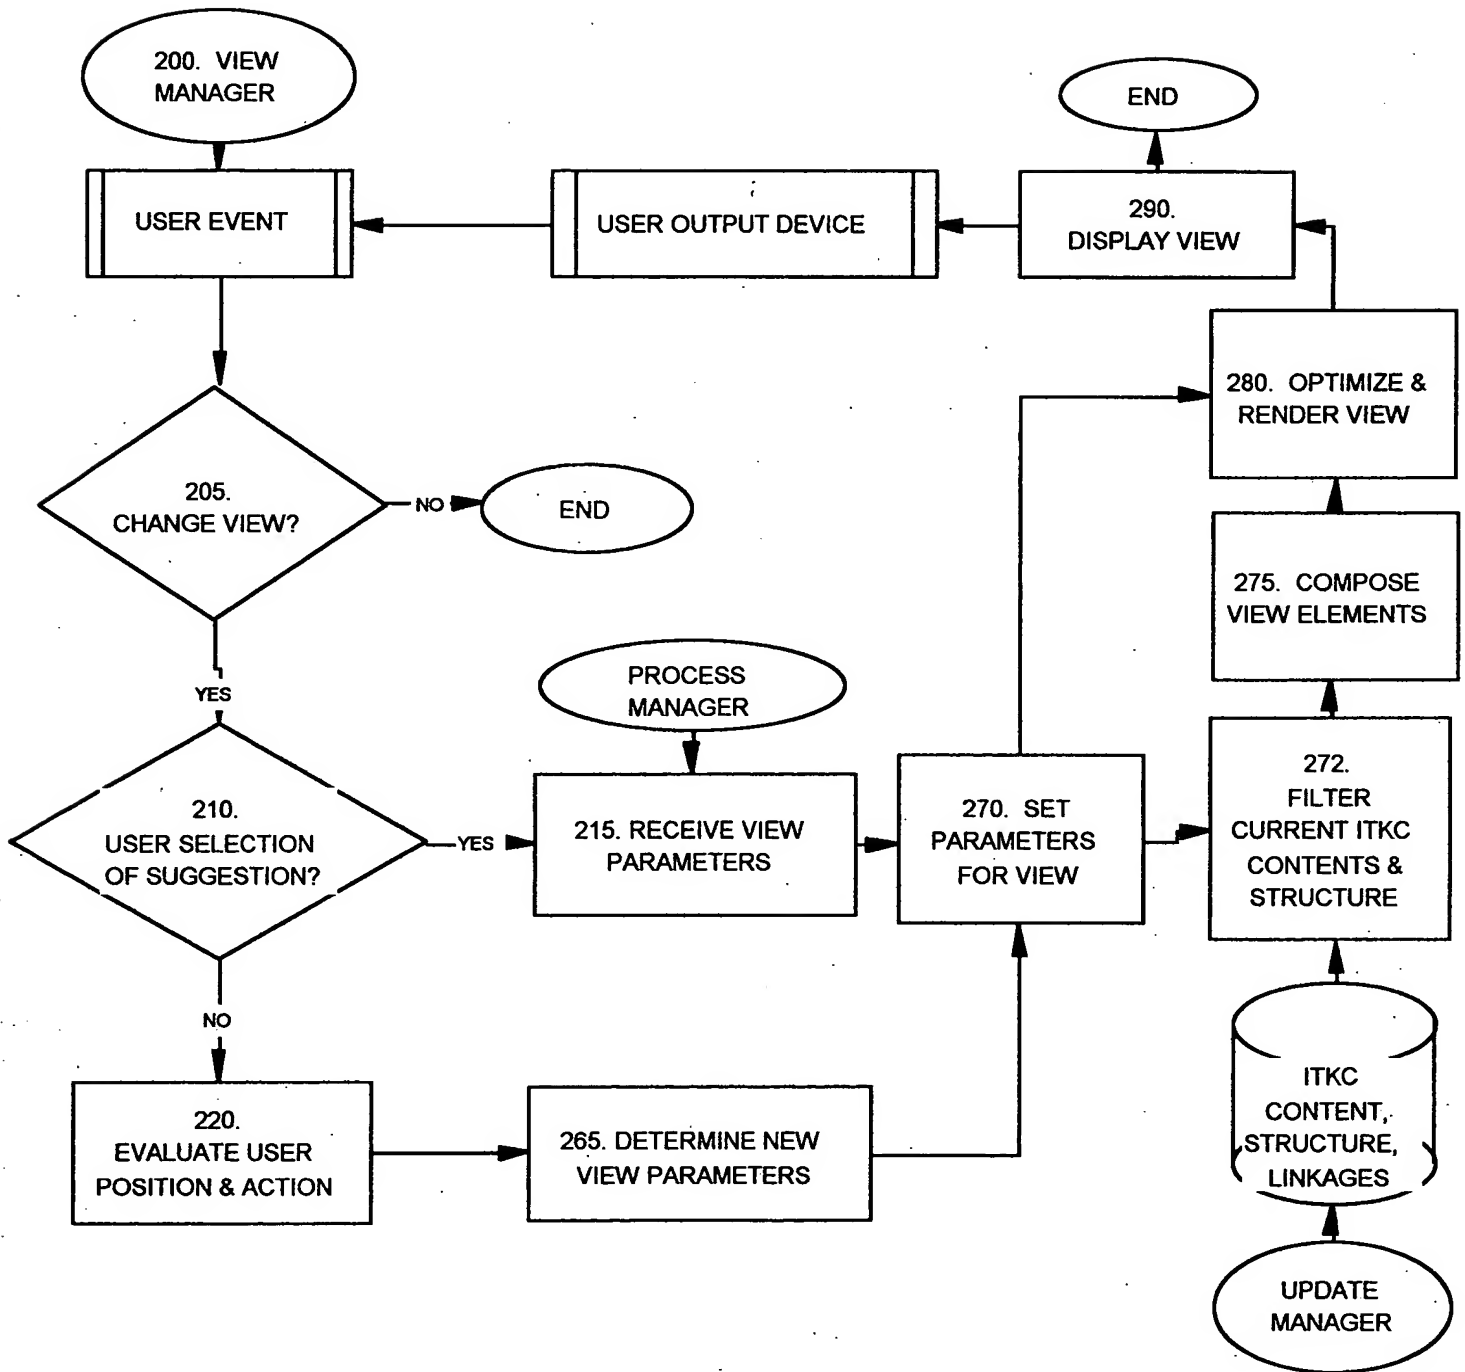 200. VIEW
MANAGER
END
USER EVENT
USER OUTPUT DEVICE
290.
DISPLAY VIEW
280. OPTIMIZE &
RENDER VIEW
205.
CHANGE VIEW?
NO
END
275. COMPOSE
VIEW ELEMENTS
YES
PROCESS
MANAGER
210.
USER SELECTION
OF SUGGESTION?
YES
215. RECEIVE VIEW
PARAMETERS
270. SET
PARAMETERS
FOR VIEW
272.
FILTER
CURRENT ITKC
CONTENTS &
STRUCTURE
NO
220.
EVALUATE USER
POSITION & ACTION
265. DETERMINE NEW
VIEW PARAMETERS
ITKC
CONTENT,
STRUCTURE,
LINKAGES
UPDATE
MANAGER